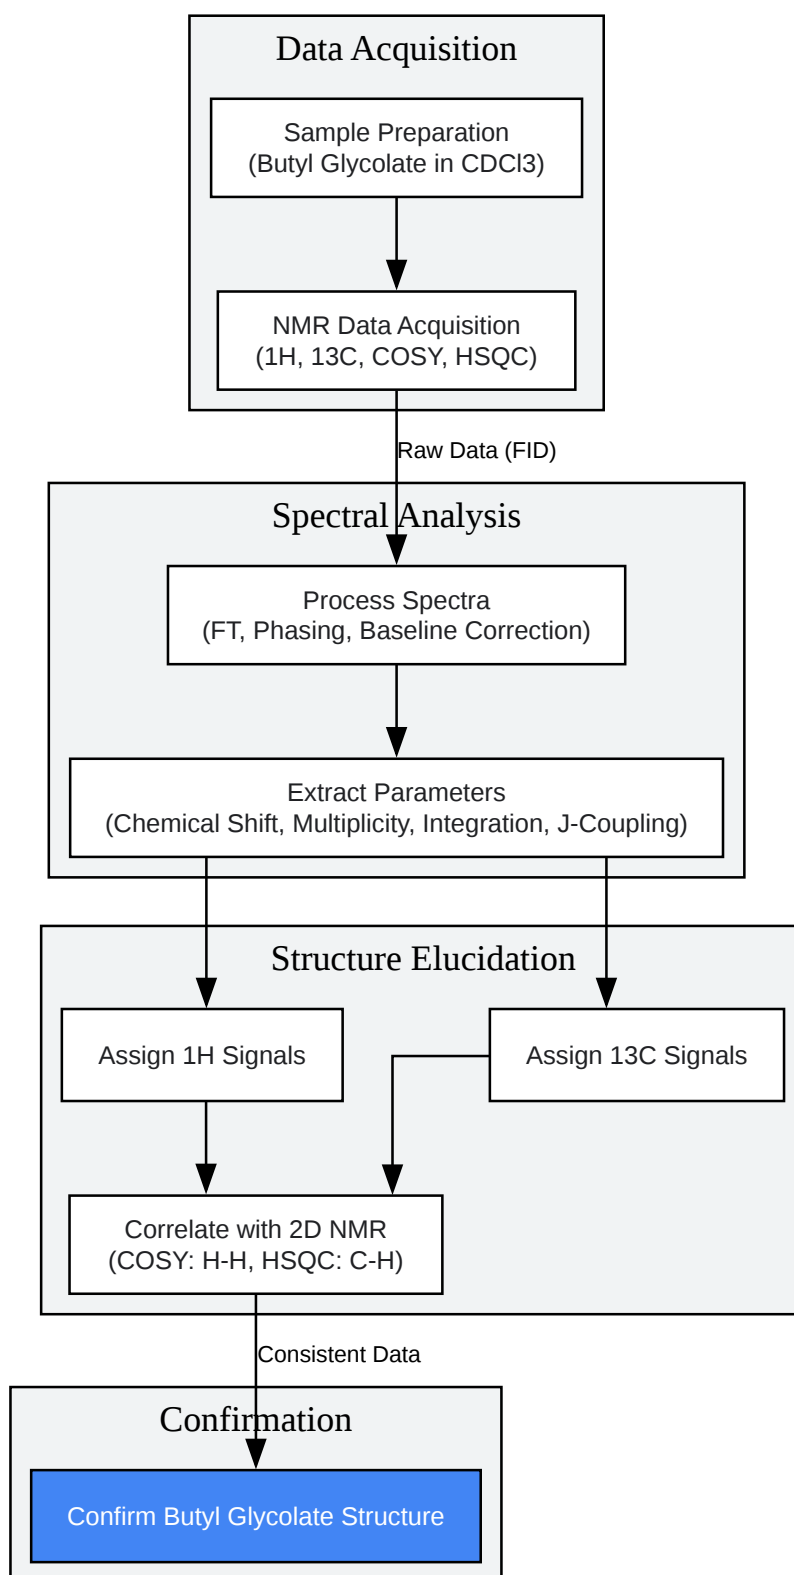 Data Acquisition
Sample Preparation
(Butyl Glycolate in CDCl3)
NMR Data Acquisition
(1H, 13C, COSY, HSQC)
Raw Data (FID)
Spectral Analysis
Process Spectra
(FT, Phasing, Baseline Correction)
Extract Parameters
(Chemical Shift, Multiplicity, Integration, J-Coupling)
Structure Elucidation
Assign 1H Signals
Assign 13C Signals
Correlate with 2D NMR
(COSY: H-H, HSQC: C-H)
Consistent Data
Confirmation
Confirm Butyl Glycolate Structure